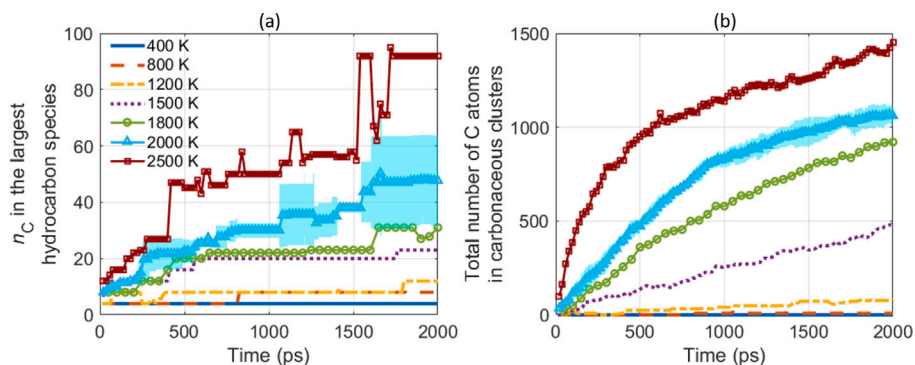 (a)
n_C in the largest
hydrocarbon species
100
80
60
40
20
0
400 K
800 K
1200 K
1500 K
1800 K
2000 K
2500 K
0
500
1000
1500
2000
Time (ps)
(b)
Total number of C atoms
in carbonaceous clusters
1500
1000
500
0
500
1000
1500
2000
Time (ps)